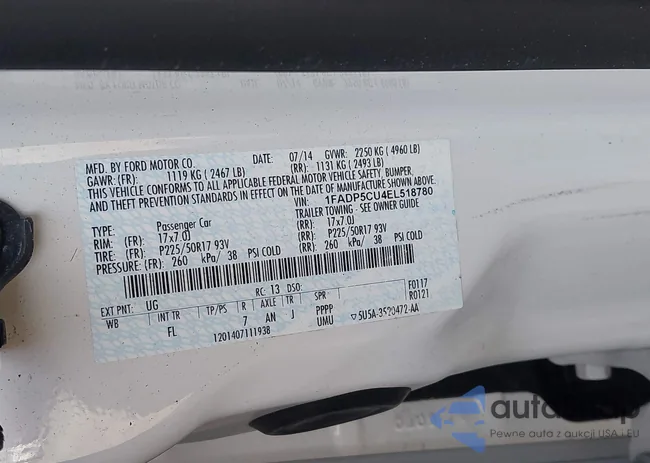 MFD. BY FORD MOTOR CO.
DATE: 07/14 GVWR: 2250 KG ( 4960 LB)
GAWR: (FR): 1119 KG ( 2467 LB) (RR): 1131 KG ( 2493 LB)
THIS VEHICLE CONFORMS TO ALL APPLICABLE FEDERAL MOTOR VEHICLE SAFETY, BUMPER,
AND THEFT PREVENTION STANDARDS IN EFFECT ON THE DATE OF MANUFACTURE SHOWN ABOVE.
VIN: 1FADP5CU4EL518780
TYPE: Passenger Car TRAILER TOWING - SEE OWNER GUIDE
RIM: (FR) 17x7.0J (RR): 17x7.0J
TIRE: (FR) P225/50R17 93V (RR): P225/50R17 93V
PRESSURE: (FR) 260 kPa/ 38 PSI COLD (RR): 260 kPa/ 38 PSI COLD
RC: 13 DSO:
EXT PNT: UG F0117
R0121
WB INT TR TP/PS R AXLE TR SPR
FL 7 AN J PPPP
UMU
1201407111938 ▽5U5A-3520472-AA
Pewne auta z aukcji USA i EU